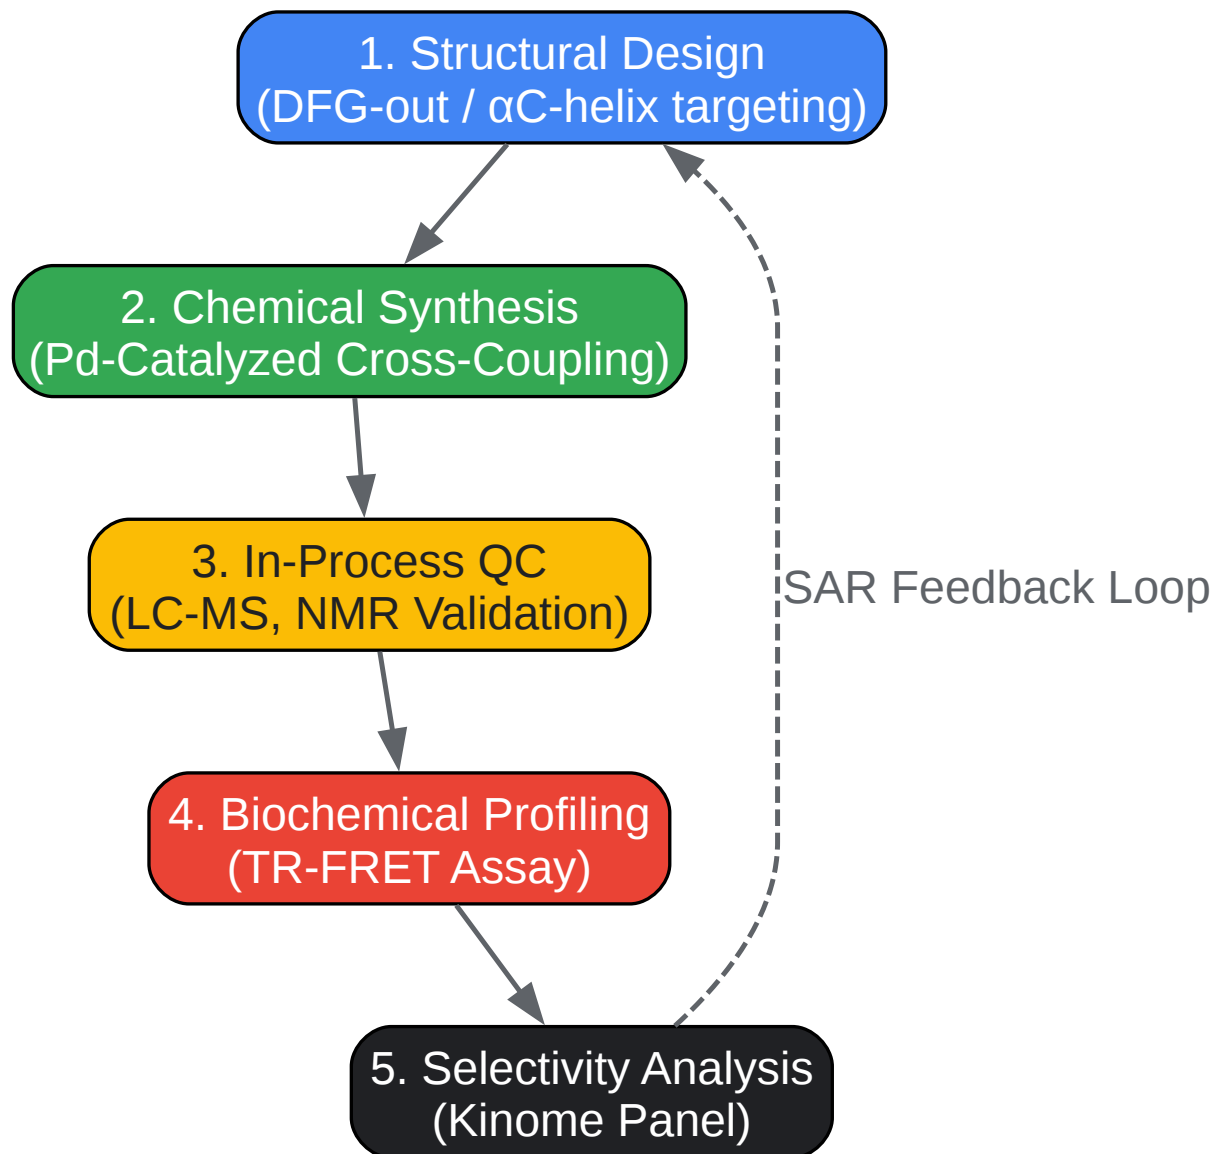 1. Structural Design
(DFG-out / αC-helix targeting)
2. Chemical Synthesis
(Pd-Catalyzed Cross-Coupling)
3. In-Process QC
(LC-MS, NMR Validation)
SAR Feedback Loop
4. Biochemical Profiling
(TR-FRET Assay)
5. Selectivity Analysis
(Kinome Panel)